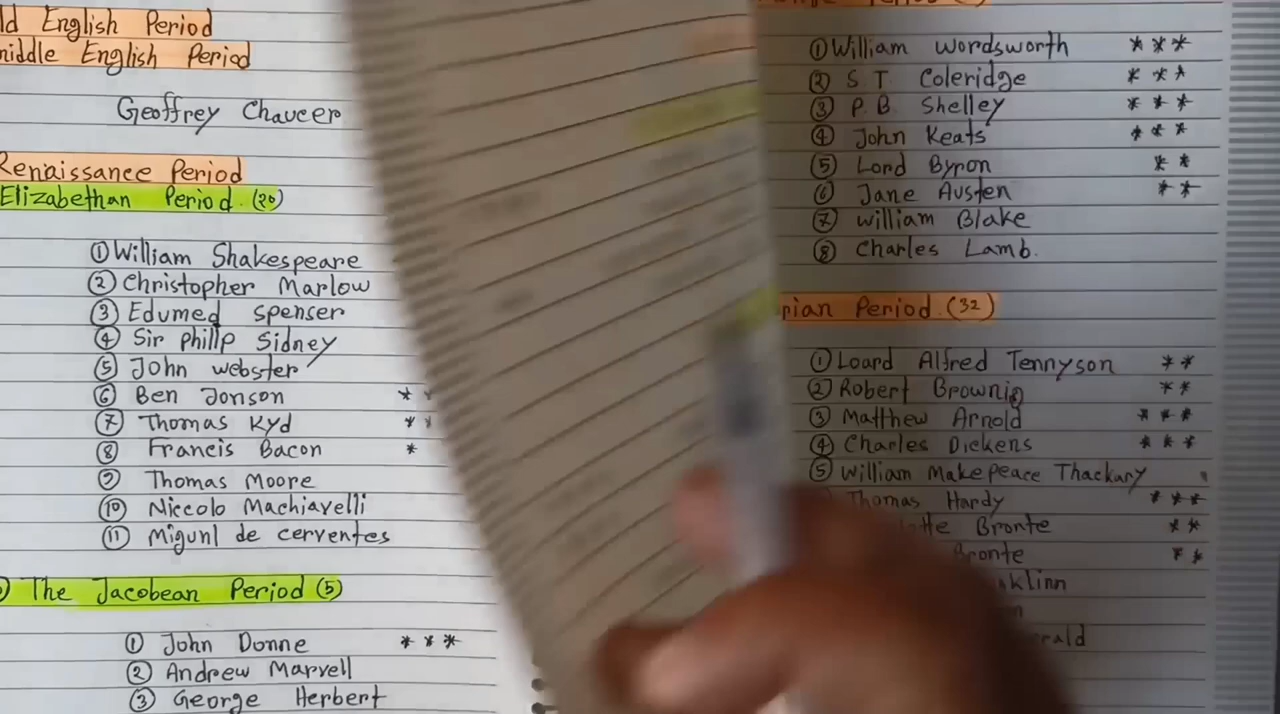 ld English Period
middle English Period
Geoffrey Chaucer
Renaissance Period
Elizabethan Period. (20)
① William Shakespeare
② Christopher Marlow
③ Edumed Spenser
④ Sir phillp Sidney
⑤ John webster
⑥ Ben Jonson *
⑦ Thomas Kyd *
⑧ Francis Bacon *
⑨ Thomas Moore
⑩ Niccolo Machiavelli
⑪ Migunl de cerventes
The Jacobean Period (5)
① John Donne ***
② Andrew Marvell
③ George Herbert
① William Wordsworth ***
② S. T. Coleridge ***
③ P. B. Shelley ***
④ John Keats ***
⑤ Lord Byron **
⑥ Jane Austen **
⑦ William Blake
⑧ Charles Lamb.
rian Period. (32)
① Loard Alfred Tennyson **
② Robert Brownig **
③ Matthew Arnold ***
④ Charles Dickens ***
⑤ William Makepeace Thackary
Thomas Hardy ***
tte Bronte **
Bronte **
nklinn
erald